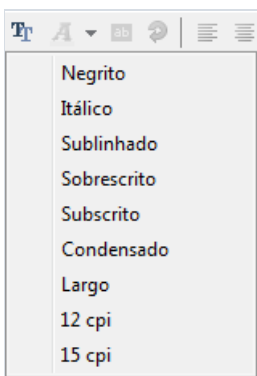 Negrito
Itálico
Sublinhado
Sobrescrito
Subscrito
Condensado
Largo
12 cpi
15 cpi